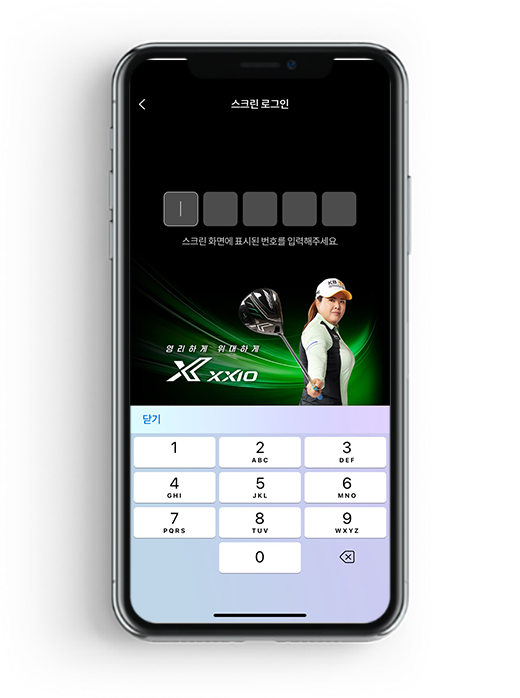 스크린 로그인
스크린 화면에 표시된 번호를 입력해주세요.
KB
영리하게 위대하게
XXIO
닫기
1
2 ABC
3 DEF
4 GHI
5 JKL
6 MNO
7 PQRS
8 TUV
9 WXYZ
0